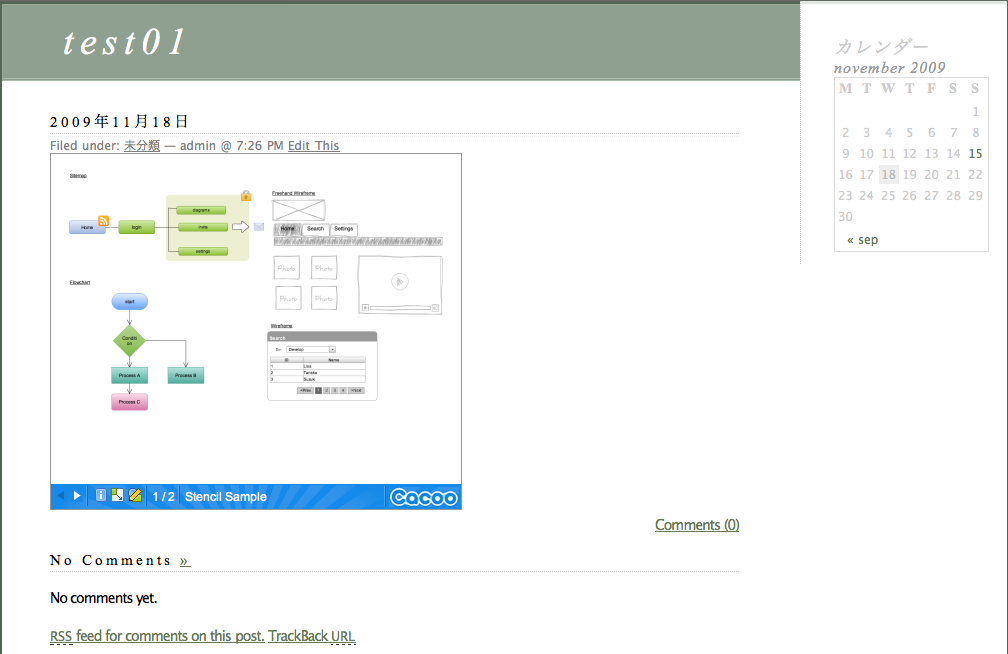 test01
カレンダー
november 2009
M T W T F S S
1
2 3 4 5 6 7 8
9 10 11 12 13 14 15
16 17 18 19 20 21 22
23 24 25 26 27 28 29
30
« sep
2009年11月18日
Filed under: 未分類 — admin @ 7:26 PM Edit This
Sitemap
Home
login
diagrams
invite
settings
Freehand Wireframe
Home Search Settings
Photo Photo
Photo Photo
Flowchart
start
Conditi
on
Process A Process B
Process C
Wireframe
Search
Desktop
ID Name
1 Lisa
2 Tanaka
3 Suzuki
«Prev 1 2 3 4 »Next
1 / 2 Stencil Sample
Cacoo
Comments (0)
No Comments »
No comments yet.
RSS feed for comments on this post. TrackBack URL